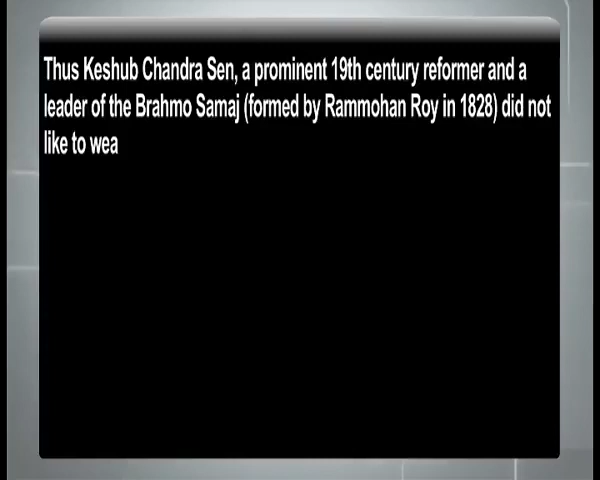 Thus Keshub Chandra Sen, a prominent 19th century reformer and a
leader of the Brahmo Samaj (formed by Rammohan Roy in 1828) did not
like to wea